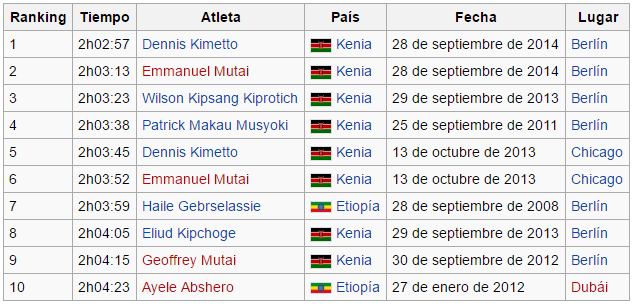 Ranking Tiempo Atleta País Fecha Lugar
1 2h02:57 Dennis Kimetto Kenia 28 de septiembre de 2014 Berlín
2 2h03:13 Emmanuel Mutai Kenia 28 de septiembre de 2014 Berlín
3 2h03:23 Wilson Kipsang Kiprotich Kenia 29 de septiembre de 2013 Berlín
4 2h03:38 Patrick Makau Musyoki Kenia 25 de septiembre de 2011 Berlín
5 2h03:45 Dennis Kimetto Kenia 13 de octubre de 2013 Chicago
6 2h03:52 Emmanuel Mutai Kenia 13 de octubre de 2013 Chicago
7 2h03:59 Haile Gebrselassie Etiopía 28 de septiembre de 2008 Berlín
8 2h04:05 Eliud Kipchoge Kenia 29 de septiembre de 2013 Berlín
9 2h04:15 Geoffrey Mutai Kenia 30 de septiembre de 2012 Berlín
10 2h04:23 Ayele Abshero Etiopía 27 de enero de 2012 Dubái